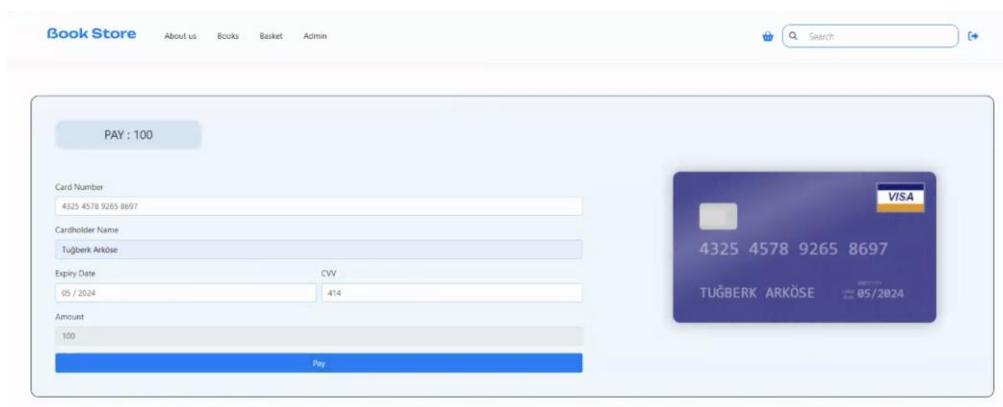 Book Store About us Books Basket Admin Search
PAY : 100
Card Number
4325 4578 9265 8697
Cardholder Name
Tuğberk Arköse
Expiry Date CVV
05 / 2024 414
Amount
100
Pay
VISA
4325 4578 9265 8697
TUĞBERK ARKÖSE 05/2024